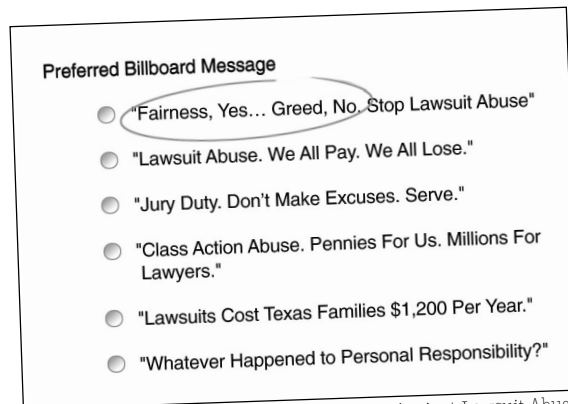 Preferred Billboard Message
"Fairness, Yes... Greed, No. Stop Lawsuit Abuse"
"Lawsuit Abuse. We All Pay. We All Lose."
"Jury Duty. Don't Make Excuses. Serve."
"Class Action Abuse. Pennies For Us. Millions For
Lawyers."
"Lawsuits Cost Texas Families $1,200 Per Year."
"Whatever Happened to Personal Responsibility?"